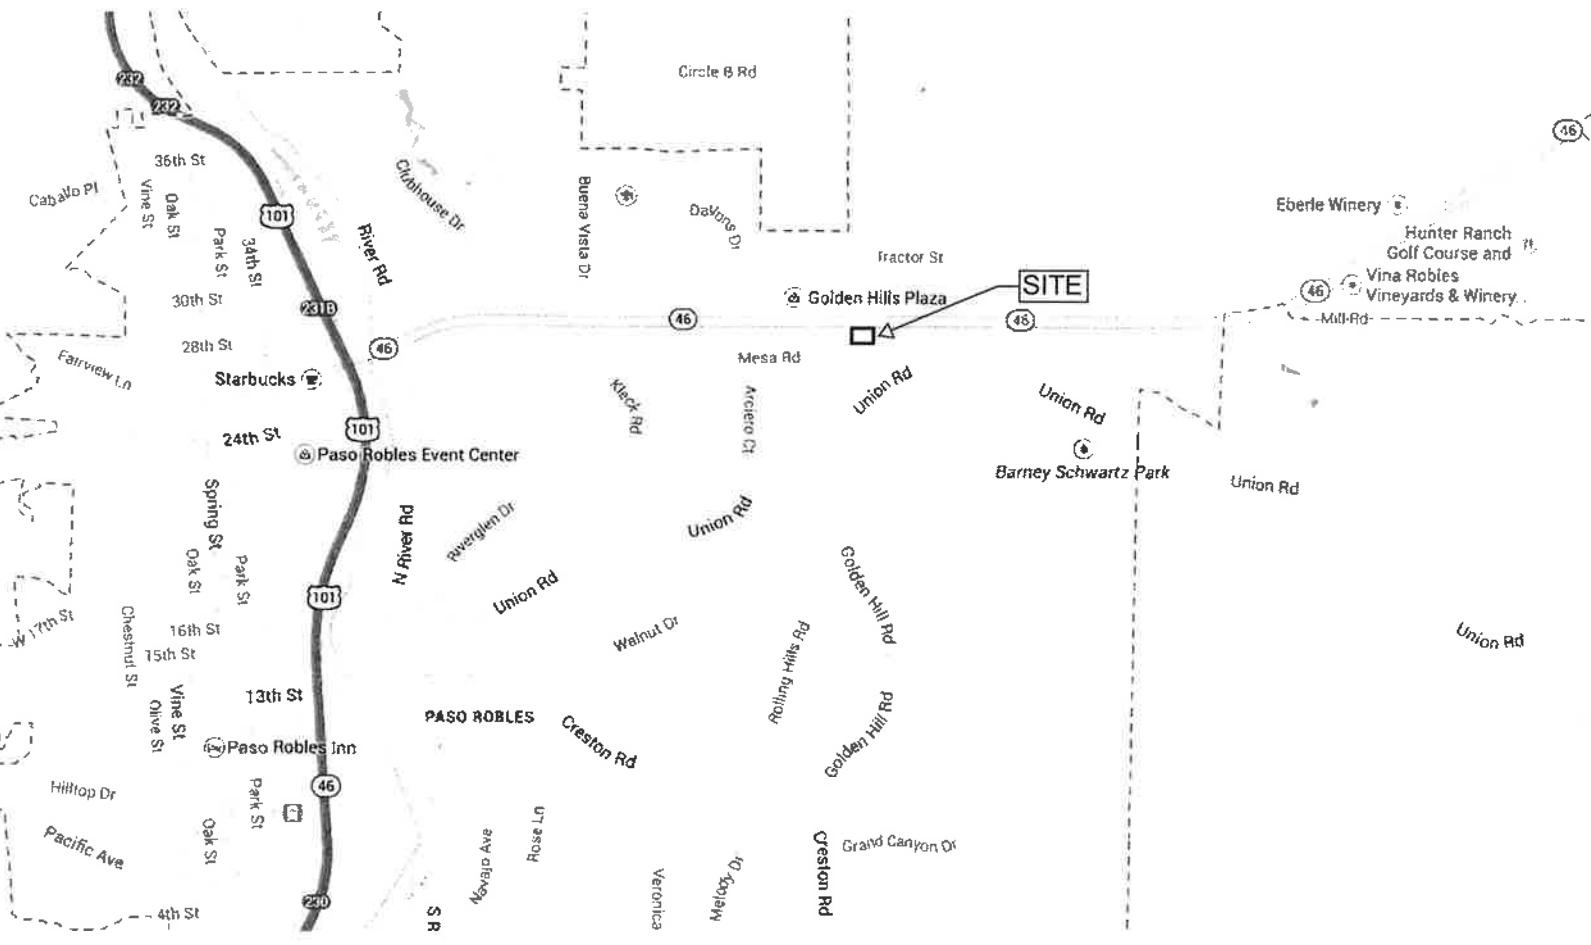 232
232
Circle B Rd
46
36th St
Caballo Pl
Vine St
Oak St
Clubhouse Dr
Buena Vista Dr
DaVons Dr
Eberle Winery
101
Park St
34th St
River Rd
Hunter Ranch
Golf Course and
Tractor St
Vina Robles
Vineyards & Winery
46
SITE
Golden Hills Plaza
30th St
231B
46
46
Mill Rd
28th St
46
Mesa Rd
Fairview Ln
Starbucks
Kleck Rd
Arciero Ct
Union Rd
Union Rd
24th St
101
Paso Robles Event Center
Barney Schwartz Park
Union Rd
Spring St
N River Rd
Riverglen Dr
Union Rd
Oak St
Park St
Union Rd
Golden Hill Rd
101
W 17th St
Chestnut St
16th St
15th St
Walnut Dr
Rolling Hills Rd
Union Rd
Vine St
Olive St
13th St
PASO ROBLES
Creston Rd
Golden Hill Rd
Paso Robles Inn
Hilltop Dr
Park St
46
Pacific Ave
Oak St
Navajo Ave
Rose Ln
Veronica
Melody Dr
Creston Rd
Grand Canyon Dr
230
4th St
S R